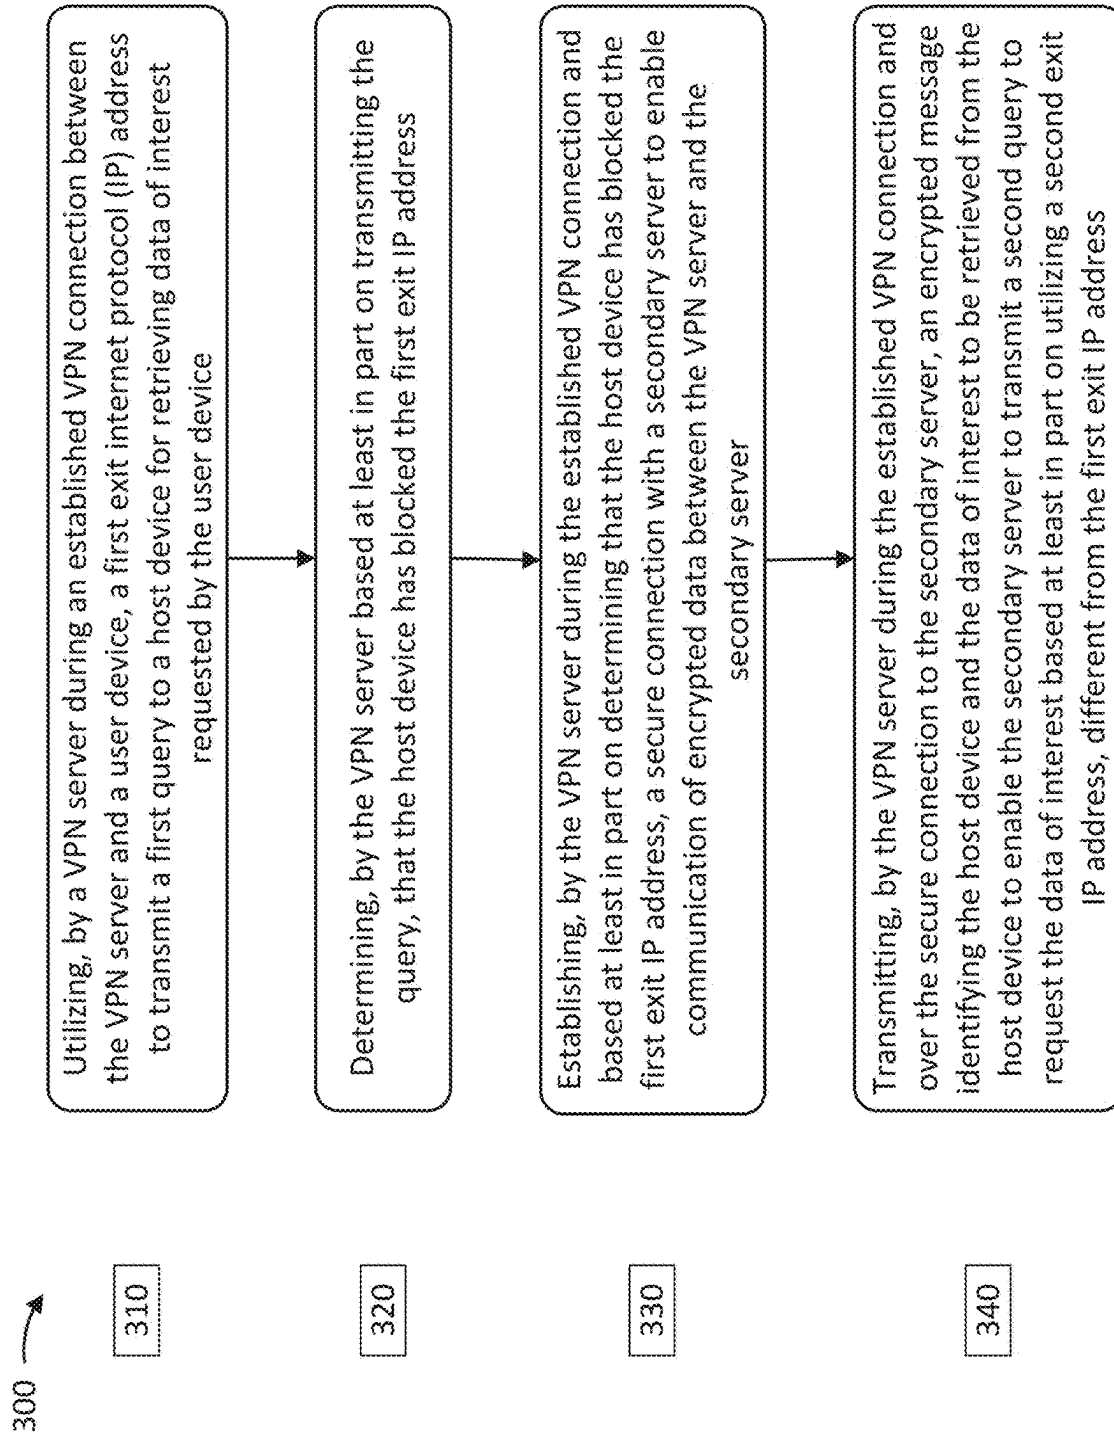 300
310
Utilizing, by a VPN server during an established VPN connection between
the VPN server and a user device, a first exit internet protocol (IP) address
to transmit a first query to a host device for retrieving data of interest
requested by the user device
320
Determining, by the VPN server based at least in part on transmitting the
query, that the host device has blocked the first exit IP address
330
Establishing, by the VPN server during the established VPN connection and
based at least in part on determining that the host device has blocked the
first exit IP address, a secure connection with a secondary server to enable
communication of encrypted data between the VPN server and the
secondary server
340
Transmitting, by the VPN server during the established VPN connection and
over the secure connection to the secondary server, an encrypted message
identifying the host device and the data of interest to be retrieved from the
host device to enable the secondary server to transmit a second query to
request the data of interest based at least in part on utilizing a second exit
IP address, different from the first exit IP address